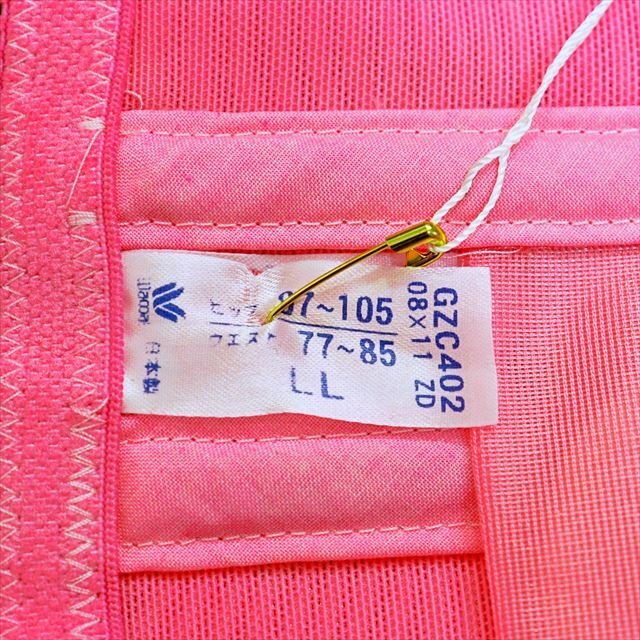 Wacoal
日本製
ヒップ 87~105
ウエスト 77~85
LL
GZC402
08×11 ZD